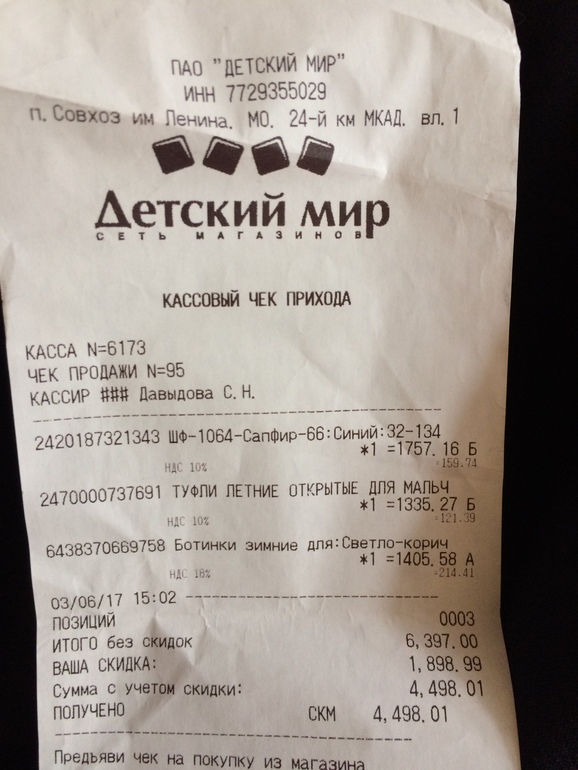 ПАО "ДЕТСКИЙ МИР"
ИНН 7729355029
п. Совхоз им Ленина. МО. 24-й км МКАД. вл. 1
Детский мир
СЕТЬ МАГАЗИНОВ
КАССОВЫЙ ЧЕК ПРИХОДА
КАССА N=6173
ЧЕК ПРОДАЖИ N=95
КАССИР ### Давыдова С. Н.
2420187321343 ШФ-1064-Сапфир-66:Синий:32-134
*1 =1757.16 Б
НДС 10% =159.74
2470000737691 ТУФЛИ ЛЕТНИЕ ОТКРЫТЫЕ ДЛЯ МАЛЬЧ
*1 =1335.27 Б
НДС 10% =121.39
6438370669758 Ботинки зимние для:Светло-корич
*1 =1405.58 А
НДС 18% =214.41
03/06/17 15:02
ПОЗИЦИЙ 0003
ИТОГО без скидок 6,397.00
ВАША СКИДКА: 1,898.99
Сумма с учетом скидки: 4,498.01
ПОЛУЧЕНО СКМ 4,498.01
Предьяви чек на покупку из магазина